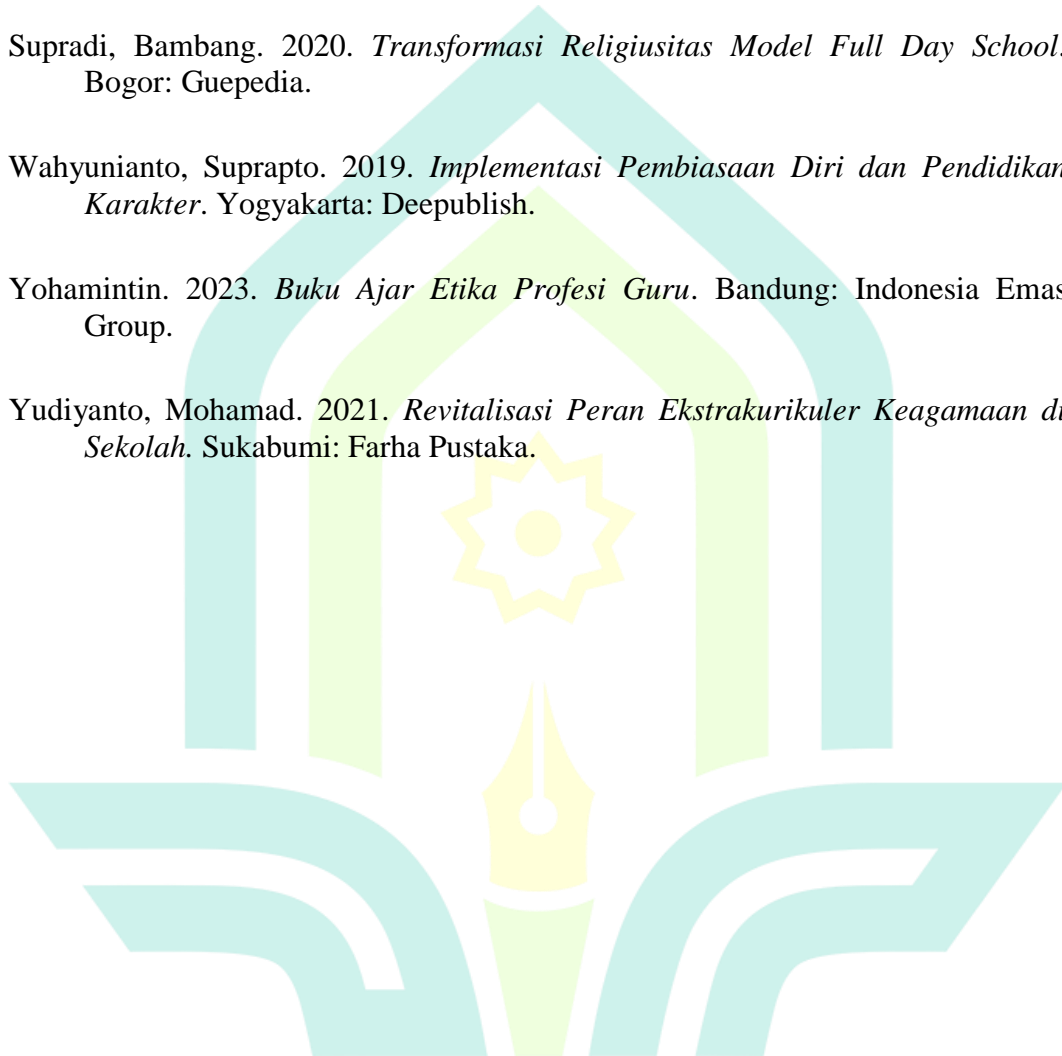 Supradi, Bambang. 2020. Transformasi Religiusitas Model Full Day School.
Bogor: Guepedia.
Wahyunianto, Suprapto. 2019. Implementasi Pembiasaan Diri dan Pendidikan
Karakter. Yogyakarta: Deepublish.
Yohamintin. 2023. Buku Ajar Etika Profesi Guru. Bandung: Indonesia Emas
Group.
Yudiyanto, Mohamad. 2021. Revitalisasi Peran Ekstrakurikuler Keagamaan di
Sekolah. Sukabumi: Farha Pustaka.